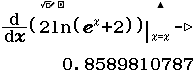 √▱ D ▲
d/dx(2ln(e^x+2))|x=x ▷
0.8589810787